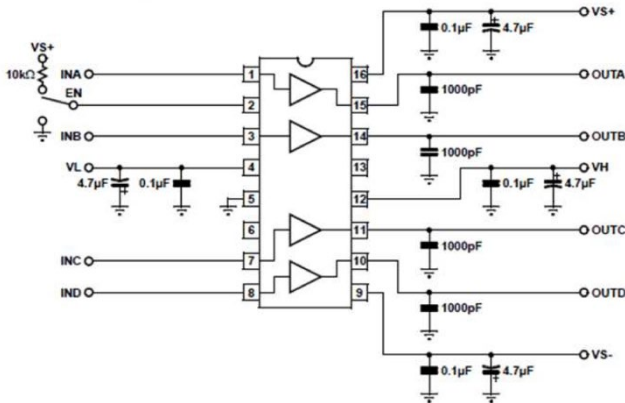 VS+
0.1µF
4.7µF
VS+
10kΩ
INA
1
16
OUTA
EN
2
15
1000pF
INB
3
14
OUTB
VL
4
13
1000pF
VH
4.7µF
0.1µF
5
12
0.1µF
4.7µF
6
11
OUTC
INC
7
10
1000pF
IND
8
9
OUTD
1000pF
VS-
0.1µF
4.7µF
+
+
+
+